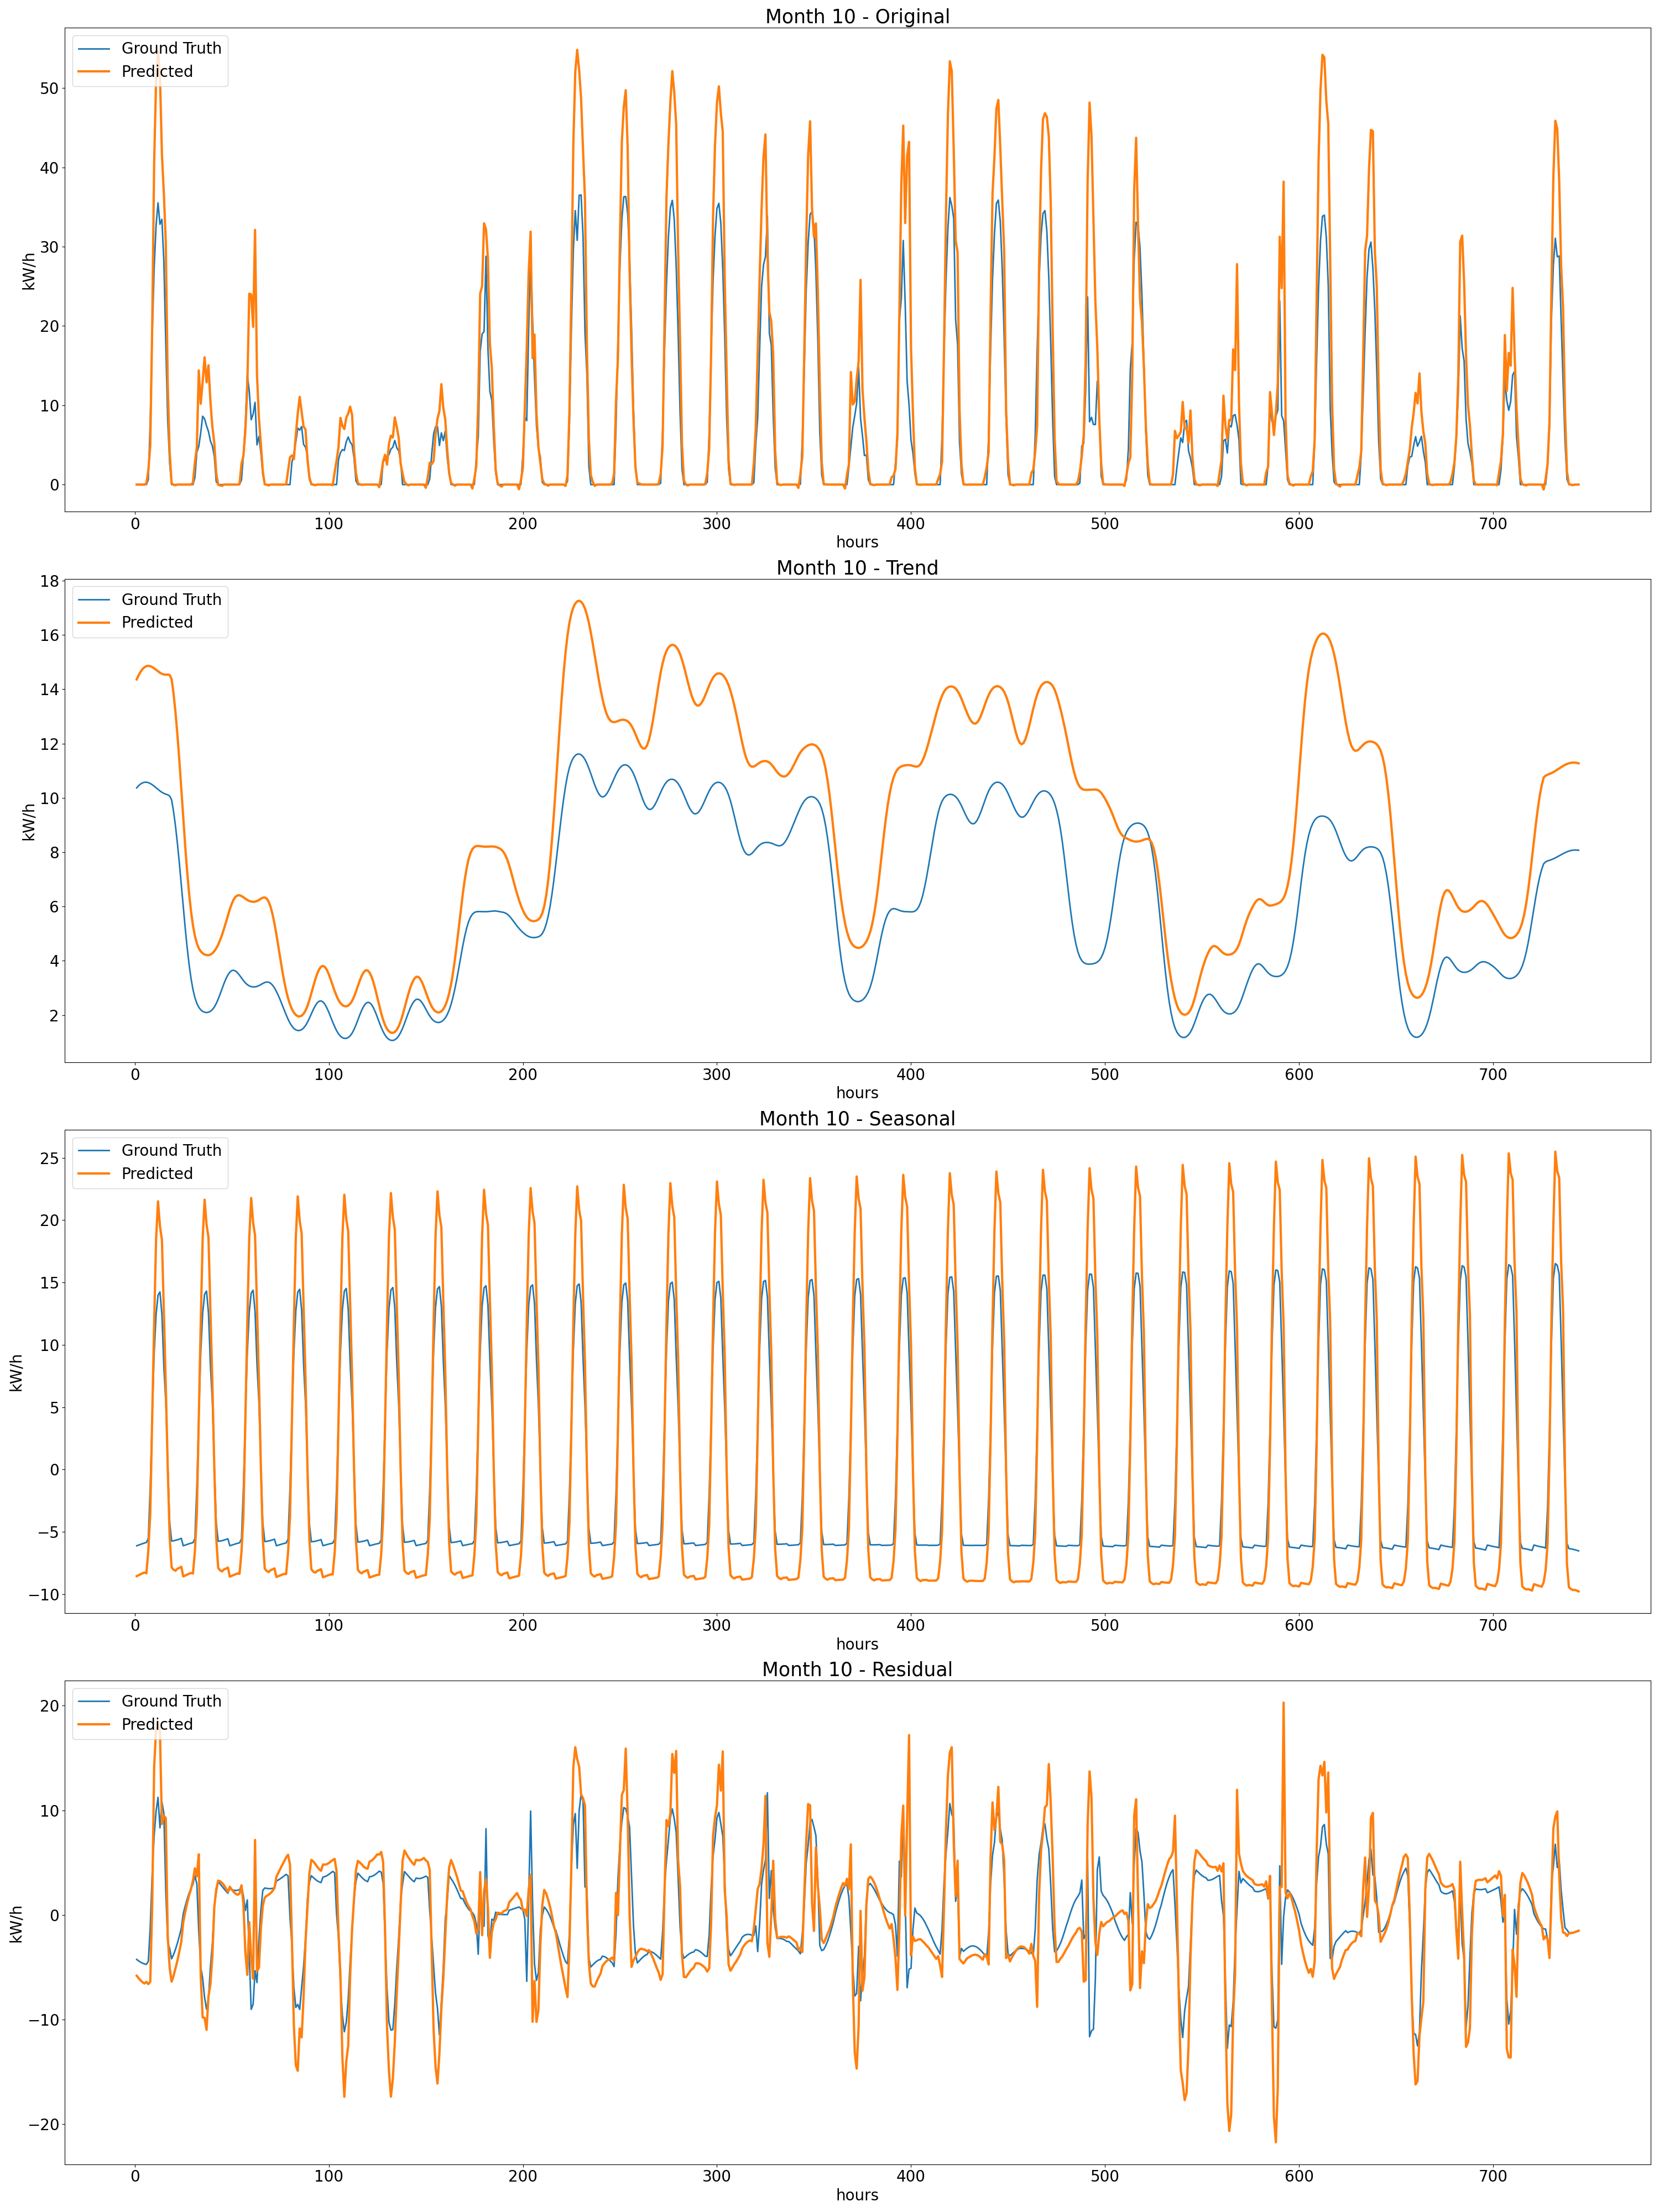 Month 10 - Original
Ground Truth
Predicted
kW/h
50
40
30
20
10
0
0 100 200 300 400 500 600 700
hours
Month 10 - Trend
Ground Truth
Predicted
kW/h
18
16
14
12
10
8
6
4
2
0 100 200 300 400 500 600 700
hours
Month 10 - Seasonal
Ground Truth
Predicted
kW/h
25
20
15
10
5
0
−5
−10
0 100 200 300 400 500 600 700
hours
Month 10 - Residual
Ground Truth
Predicted
kW/h
20
10
0
−10
−20
0 100 200 300 400 500 600 700
hours